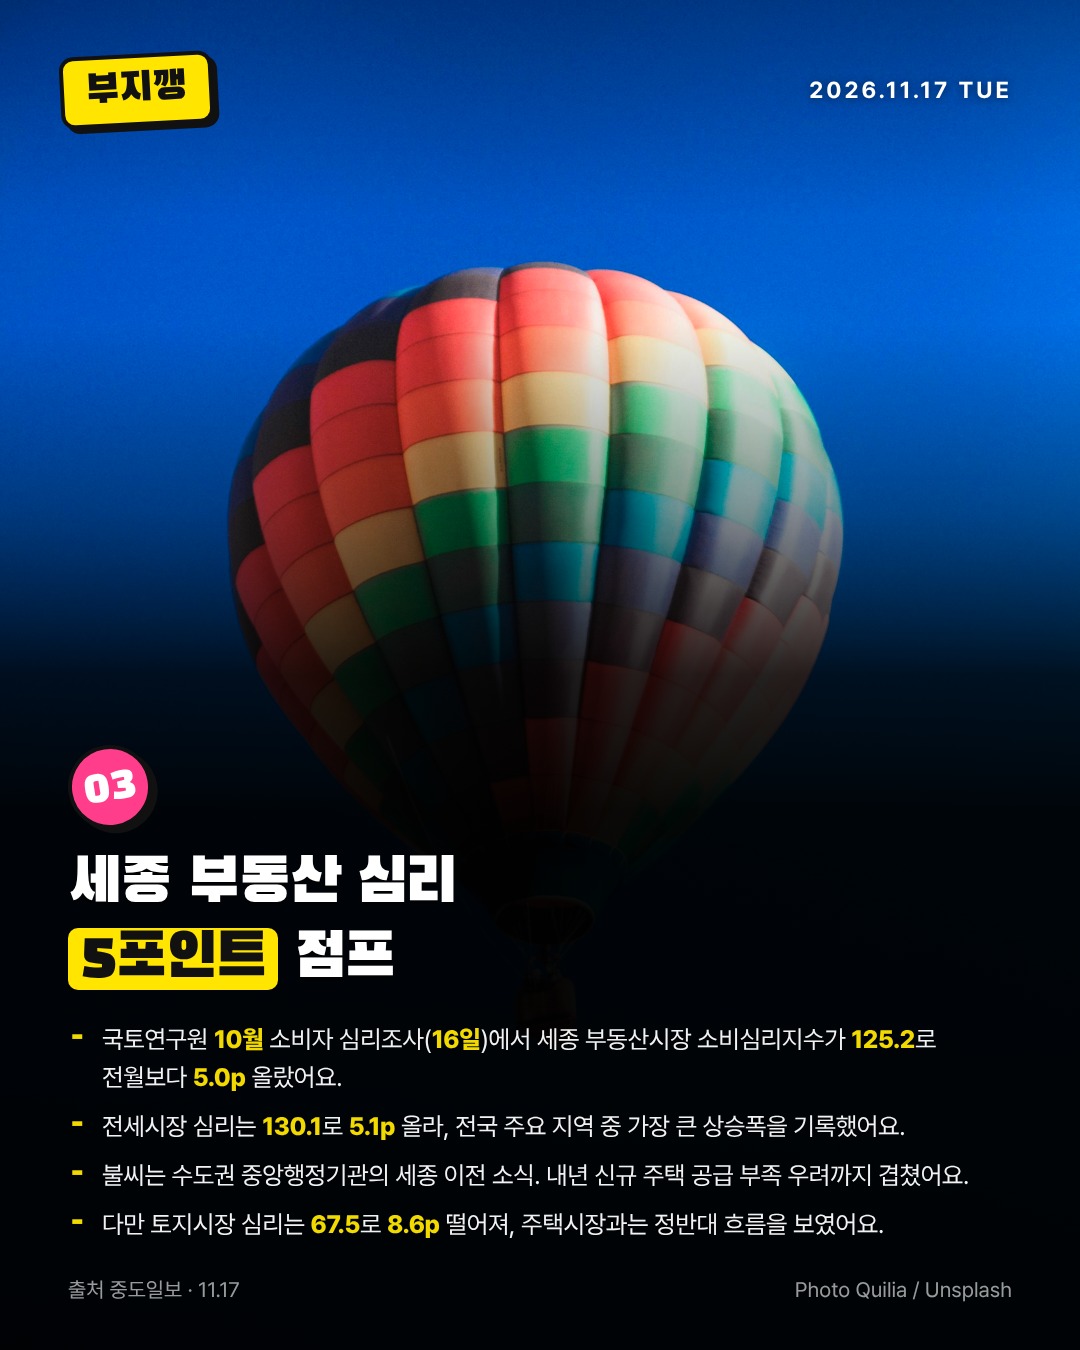 부지깽
2026.11.17 TUE
03
세종 부동산 심리
5포인트 점프
- 국토연구원 10월 소비자 심리조사(16일)에서 세종 부동산시장 소비심리지수가 125.2로
전월보다 5.0p 올랐어요.
- 전세시장 심리는 130.1로 5.1p 올라, 전국 주요 지역 중 가장 큰 상승폭을 기록했어요.
- 불씨는 수도권 중앙행정기관의 세종 이전 소식. 내년 신규 주택 공급 부족 우려까지 겹쳤어요.
- 다만 토지시장 심리는 67.5로 8.6p 떨어져, 주택시장과는 정반대 흐름을 보였어요.
출처 중도일보 · 11.17
Photo Quilia / Unsplash